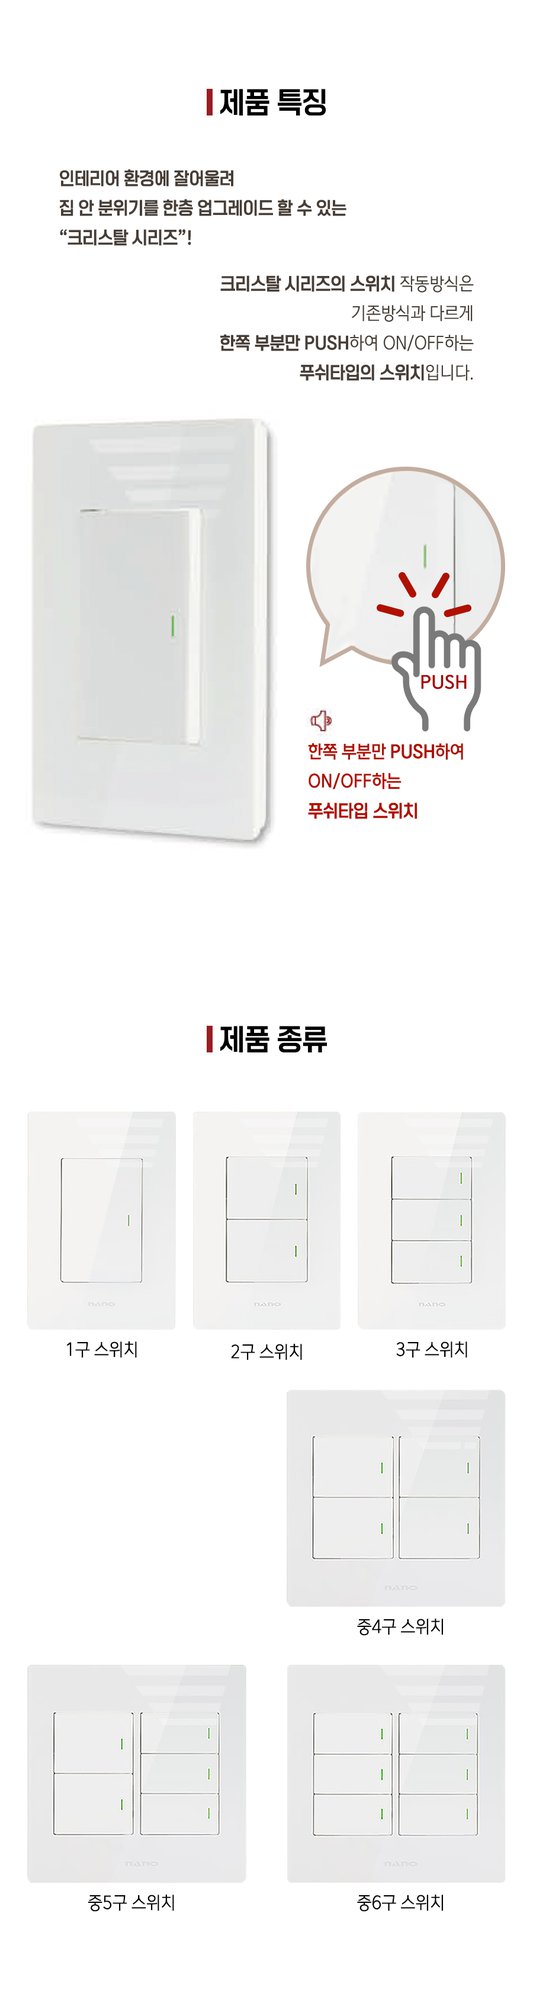 제품 특징
인테리어 환경에 잘어울려
집 안 분위기를 한층 업그레이드 할 수 있는
“크리스탈 시리즈”!
크리스탈 시리즈의 스위치 작동방식은
기존방식과 다르게
한쪽 부분만 PUSH하여 ON/OFF하는
푸쉬타입의 스위치입니다.
PUSH
한쪽 부분만 PUSH하여
ON/OFF하는
푸쉬타입 스위치
제품 종류
nano
nano
nano
1구 스위치
2구 스위치
3구 스위치
nano
중4구 스위치
nano
nano
중5구 스위치
중6구 스위치